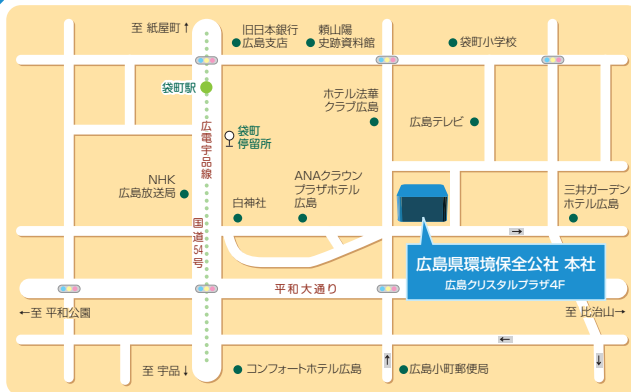 至 紙屋町↑
旧日本銀行
広島支店
頼山陽
史跡資料館
袋町小学校
袋町駅
ホテル法華
クラブ広島
広島テレビ
広電宇品線
袋町
停留所
NHK
広島放送局
ANAクラウン
プラザホテル
広島
白神社
三井ガーデン
ホテル広島
国道54号
→
広島県環境保全公社 本社
広島クリスタルプラザ4F
平和大通り
←至 平和公園
至 比治山→
←
至 宇品↓
コンフォートホテル広島
↑
広島小町郵便局
↓